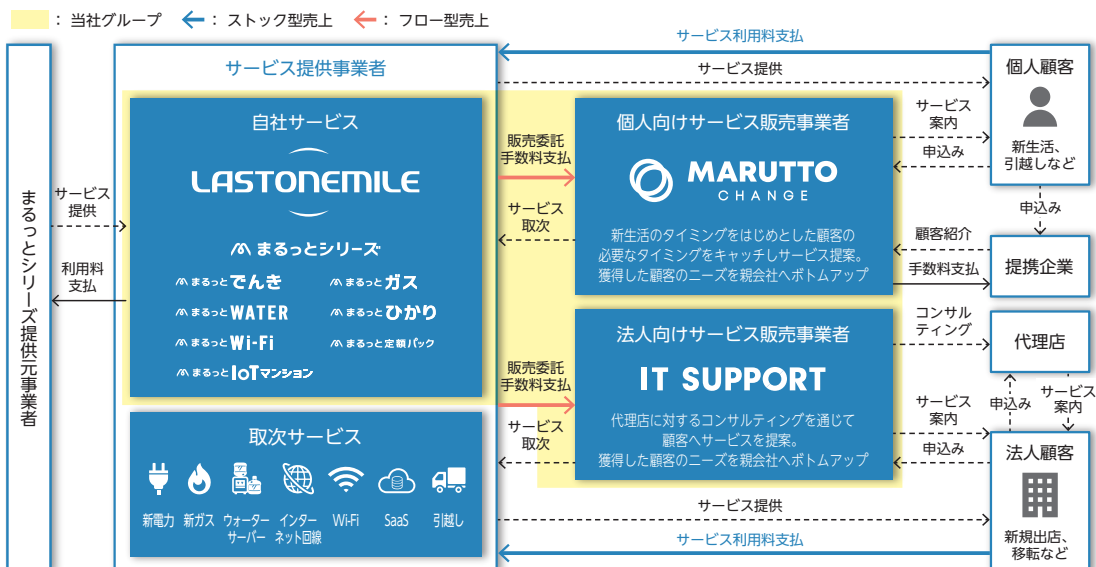 : 当社グループ
: ストック型売上
: フロー型売上
サービス利用料支払
サービス提供事業者
サービス提供
個人顧客
新生活、
引越しなど
自社サービス
LASTONEMILE
まるっとシリーズ
まるっとでんき
まるっとガス
まるっとWATER
まるっとひかり
まるっとWi-Fi
まるっと定額パック
まるっとIoTマンション
販売委託
手数料支払
サービス
取次
個人向けサービス販売事業者
MARUTTO
CHANGE
新生活のタイミングをはじめとした顧客の
必要なタイミングをキャッチしサービス提案。
獲得した顧客のニーズを親会社へボトムアップ
サービス
案内
申込み
申込み
顧客紹介
手数料支払
提携企業
まるっとシリーズ提供元事業者
サービス
提供
利用料
支払
販売委託
手数料支払
サービス
取次
法人向けサービス販売事業者
IT SUPPORT
代理店に対するコンサルティングを通じて
顧客へサービスを提案。
獲得した顧客のニーズを親会社へボトムアップ
コンサル
ティング
代理店
サービス
案内
申込み
申込み
サービス
案内
法人顧客
新規出店、
移転など
取次サービス
新電力
新ガス
ウォーター
サーバー
インター
ネット回線
Wi-Fi
SaaS
引越し
サービス提供
サービス利用料支払